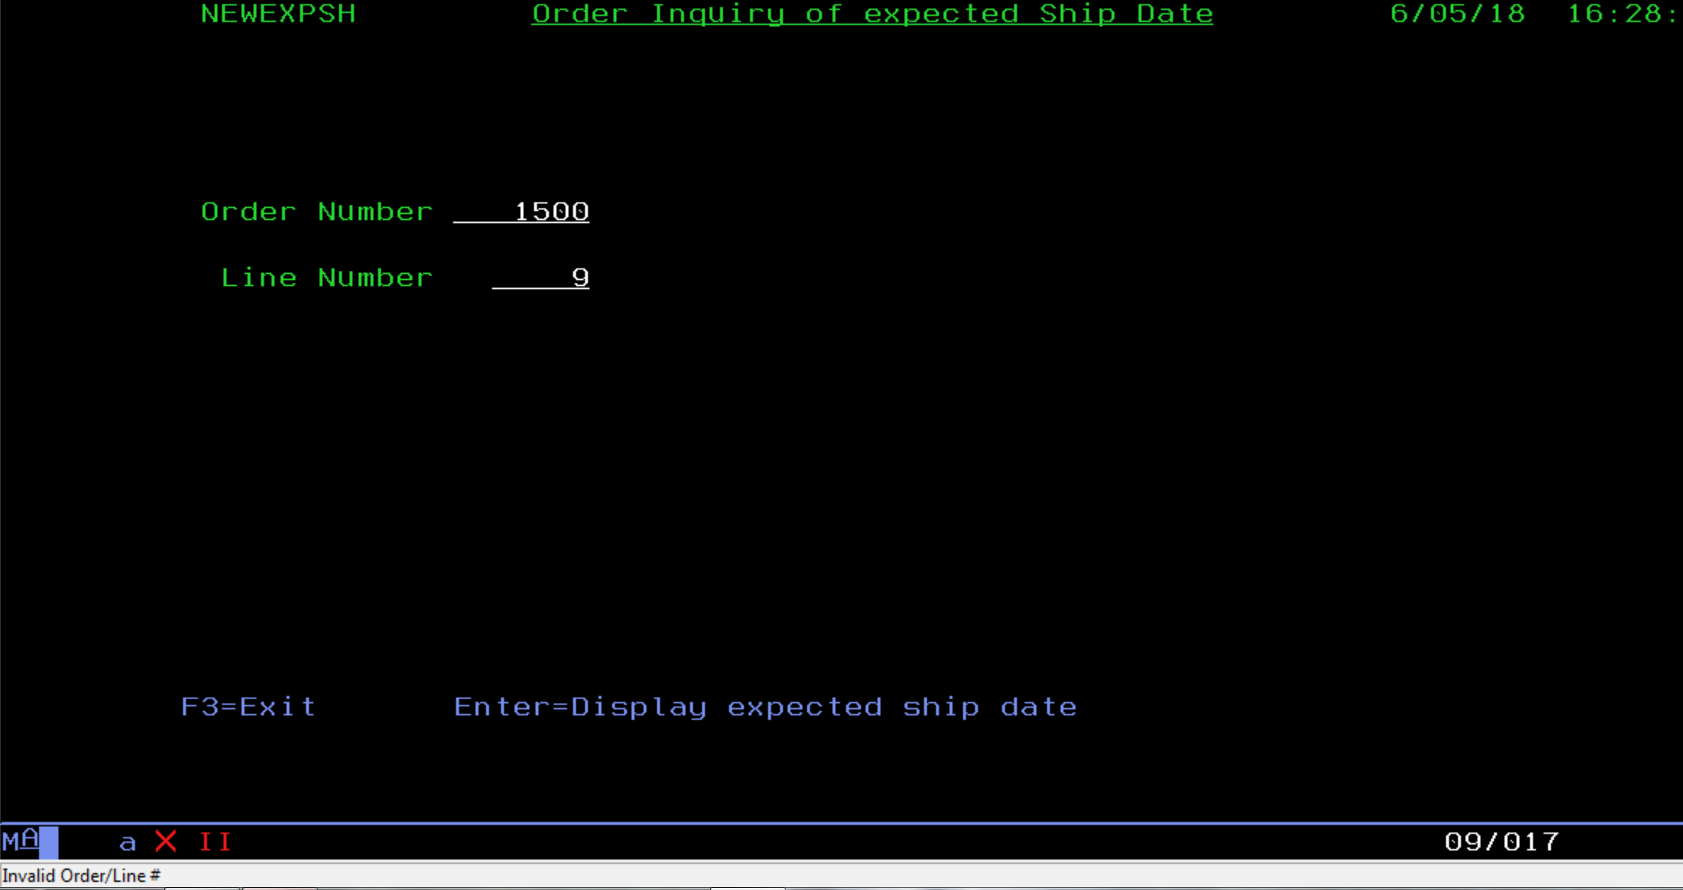 NEWEXPSH Order Inquiry of expected Ship Date 6/05/18 16:28:
Order Number 1500
Line Number 9
F3=Exit Enter=Display expected ship date
MA a X II 09/017
Invalid Order/Line #